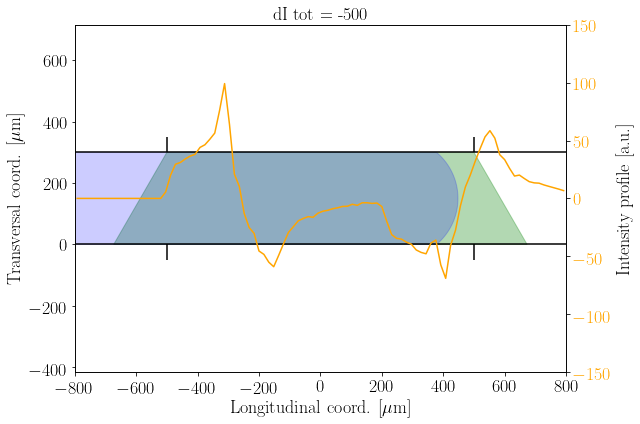 dI tot = -500
Transversal coord. [μm]
600
400
200
0
−200
−400
150
100
50
0
−50
−100
−150
Intensity profile [a.u.]
−800 −600 −400 −200 0 200 400 600 800
Longitudinal coord. [μm]